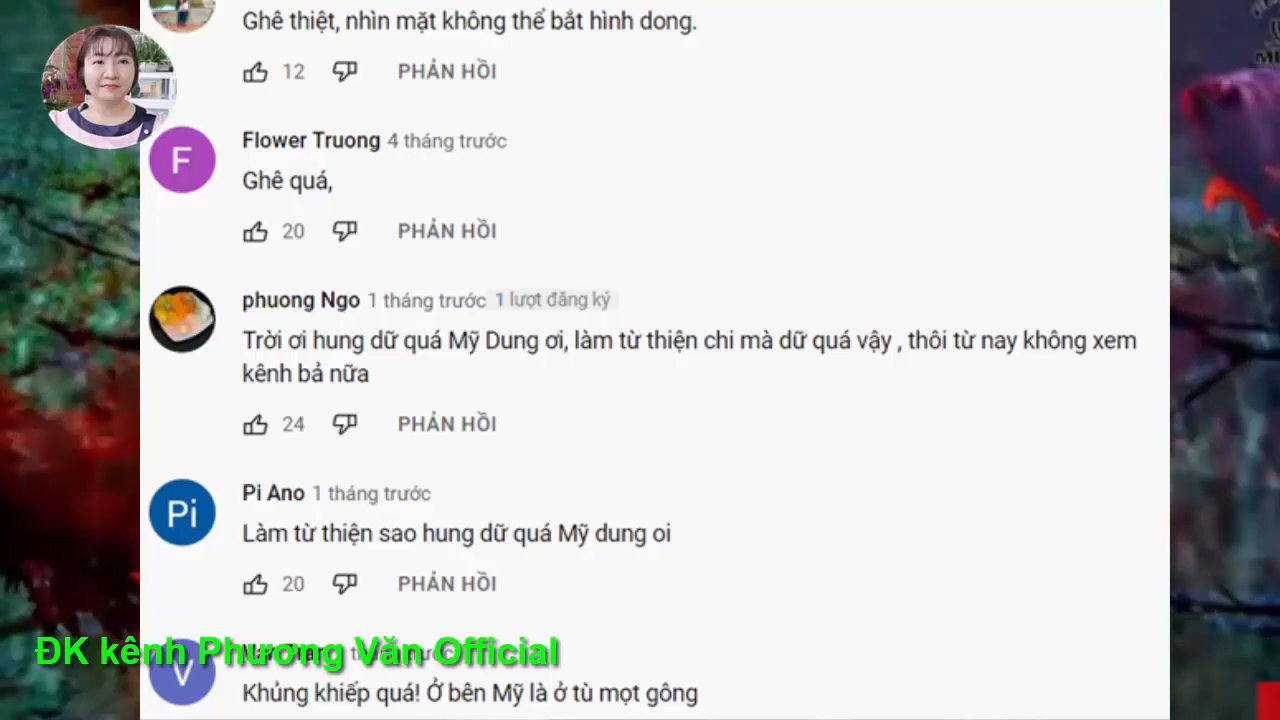 Ghê thiệt, nhìn mặt không thể bắt hình dong.
12 PHẢN HỒI
F
Flower Truong 4 tháng trước
Ghê quá,
20 PHẢN HỒI
phuong Ngo 1 tháng trước 1 lượt đăng ký
Trời ơi hung dữ quá Mỹ Dung ơi, làm từ thiện chi mà dữ quá vậy , thôi từ nay không xem
kênh bả nữa
24 PHẢN HỒI
Pi
Pi Ano 1 tháng trước
Làm từ thiện sao hung dữ quá Mỹ dung oi
20 PHẢN HỒI
ĐK kênh Phương Văn Official
V
Khủng khiếp quá! Ở bên Mỹ là ở tù mọt gông